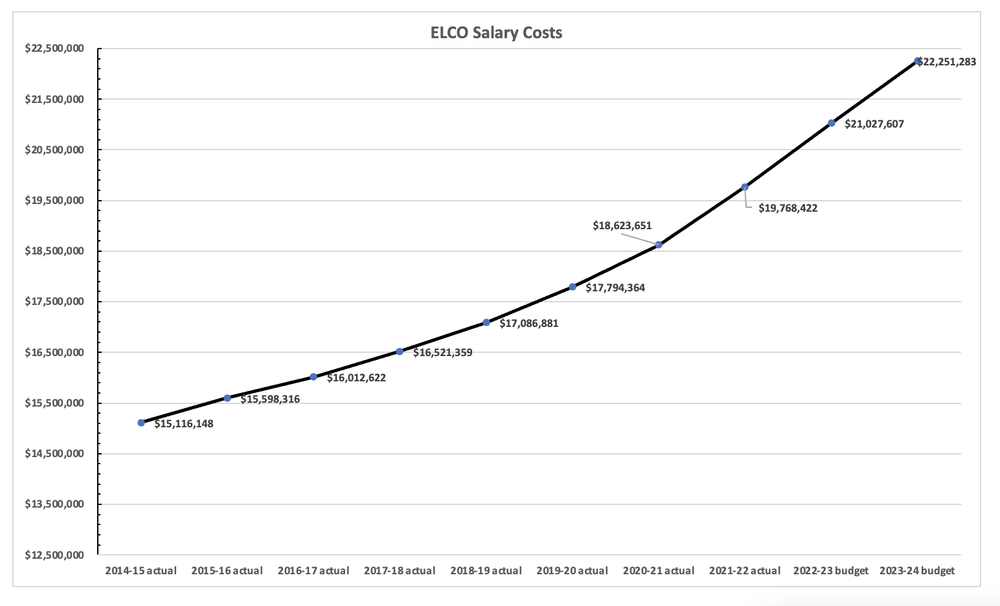 ELCO Salary Costs
$22,500,000
$21,500,000
$20,500,000
$19,500,000
$18,500,000
$17,500,000
$16,500,000
$15,500,000
$14,500,000
$13,500,000
$12,500,000
$15,116,148
$15,598,316
$16,012,622
$16,521,359
$17,086,881
$17,794,364
$18,623,651
$19,768,422
$21,027,607
$22,251,283
2014-15 actual
2015-16 actual
2016-17 actual
2017-18 actual
2018-19 actual
2019-20 actual
2020-21 actual
2021-22 actual
2022-23 budget
2023-24 budget